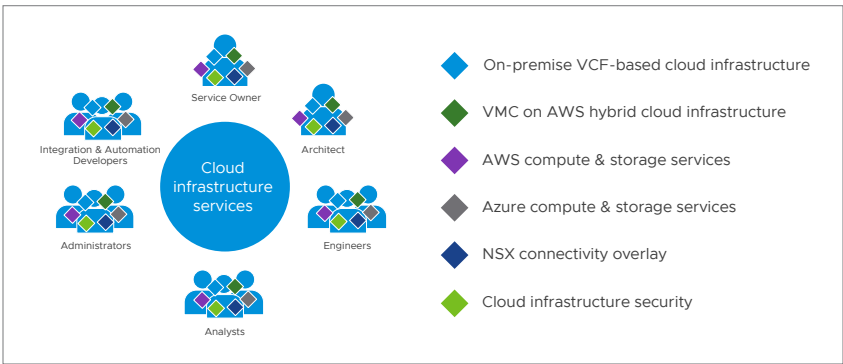 Service Owner
Integration & Automation
Developers
Architect
Cloud
infrastructure
services
Administrators
Engineers
Analysts
On-premise VCF-based cloud infrastructure
VMC on AWS hybrid cloud infrastructure
AWS compute & storage services
Azure compute & storage services
NSX connectivity overlay
Cloud infrastructure security